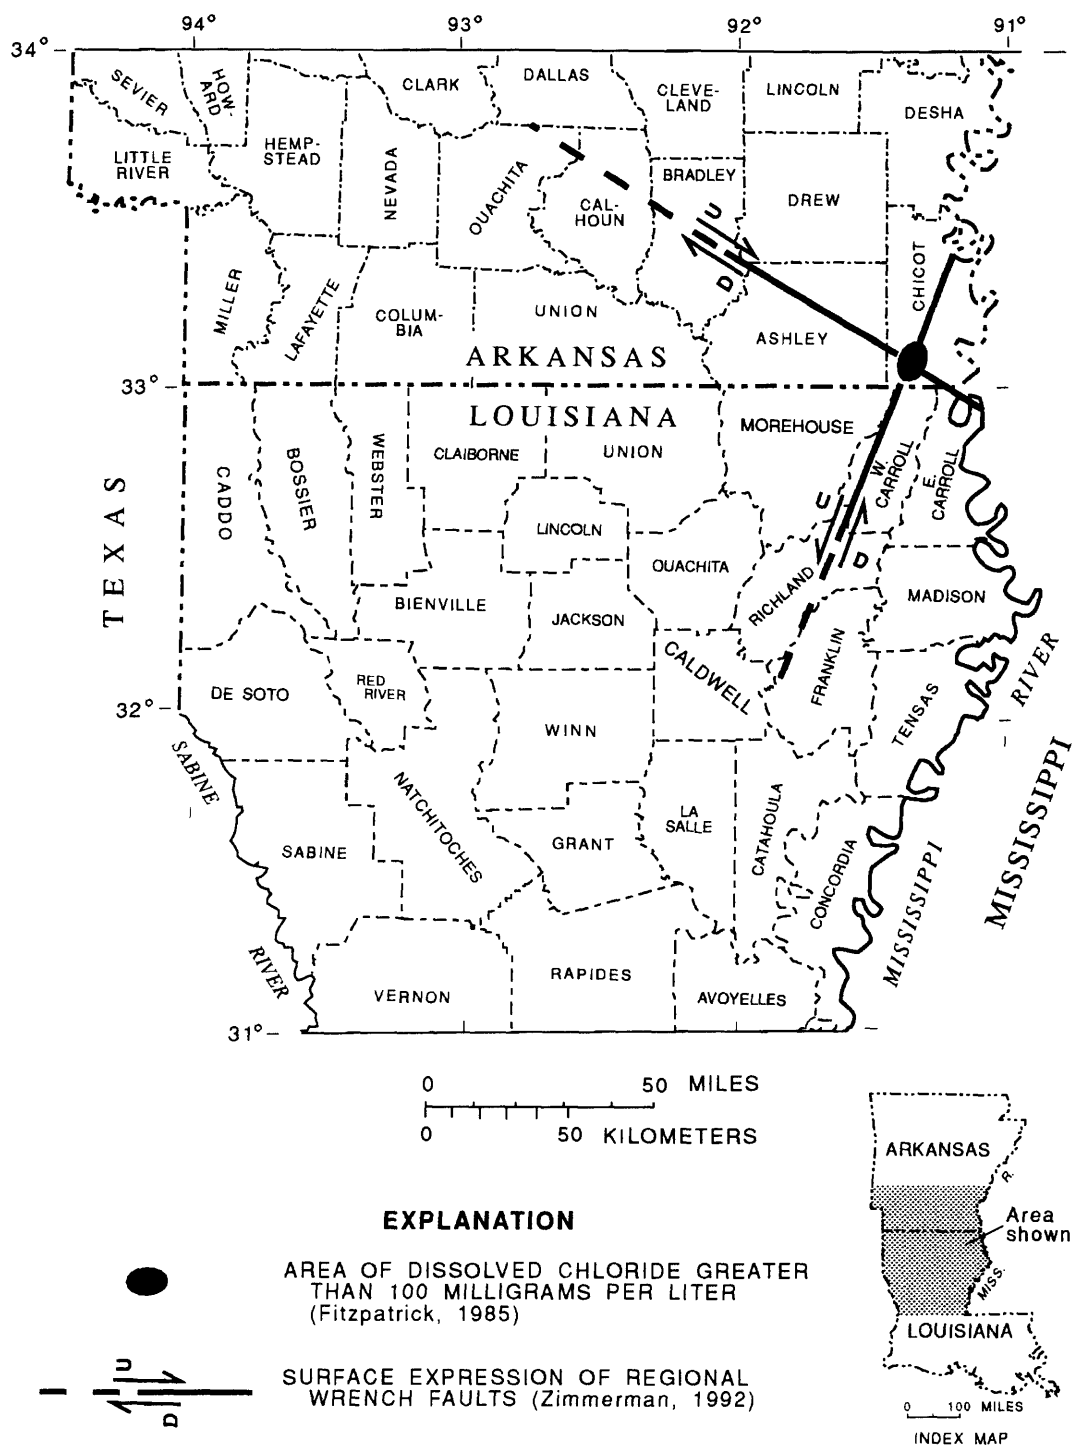 94°
93°
92°
91°
34°
SEVIER
HOW-
ARD
CLARK
DALLAS
CLEVE-
LAND
LINCOLN
DESHA
LITTLE
RIVER
HEMP-
STEAD
NEVADA
OUACHITA
CAL-
HOUN
BRADLEY
DREW
U
D
CHICOT
MILLER
LAFAYETTE
COLUM-
BIA
UNION
ASHLEY
ARKANSAS
33°
LOUISIANA
TEXAS
CADDO
BOSSIER
WEBSTER
CLAIBORNE
UNION
MOREHOUSE
W.
CARROLL
E.
CARROLL
LINCOLN
OUACHITA
U
D
RICHLAND
MADISON
BIENVILLE
JACKSON
CALDWELL
FRANKLIN
TENSAS
RIVER
DE SOTO
RED
RIVER
WINN
32°
SABINE
NATCHITOCHES
GRANT
LA
SALLE
CATAHOULA
CONCORDIA
MISSISSIPPI
MISSISSIPPI
SABINE
RIVER
VERNON
RAPIDES
AVOYELLES
31°
0 50 MILES
0 50 KILOMETERS
EXPLANATION
AREA OF DISSOLVED CHLORIDE GREATER
THAN 100 MILLIGRAMS PER LITER
(Fitzpatrick, 1985)
U
D
SURFACE EXPRESSION OF REGIONAL
WRENCH FAULTS (Zimmerman, 1992)
ARKANSAS
R.
Area
shown
MISS.
LOUISIANA
0 100 MILES
INDEX MAP